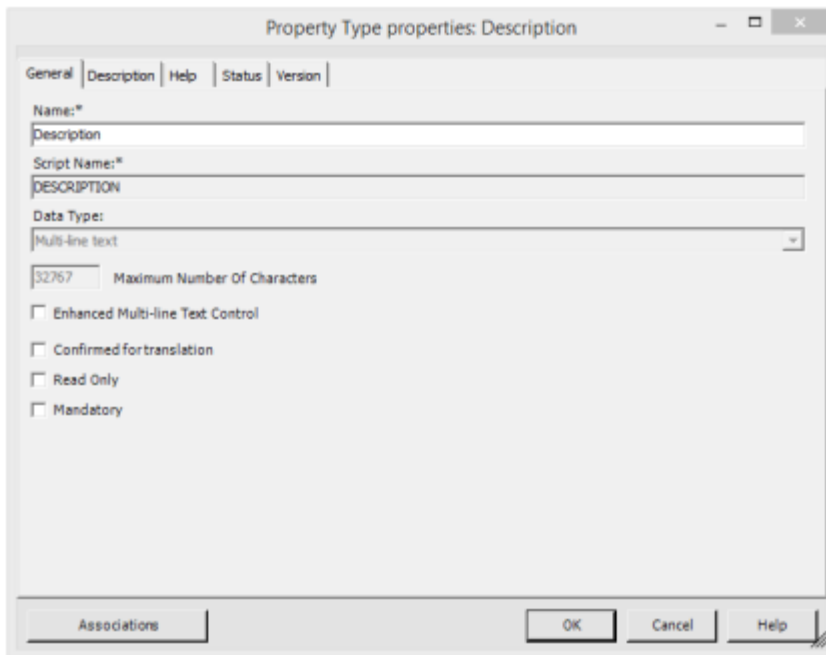 Property Type properties: Description
General Description Help Status Version
Name:*
Description
Script Name:*
DESCRIPTION
Data Type:
Multi-line text
32767 Maximum Number Of Characters
Enhanced Multi-line Text Control
Confirmed for translation
Read Only
Mandatory
Associations OK Cancel Help